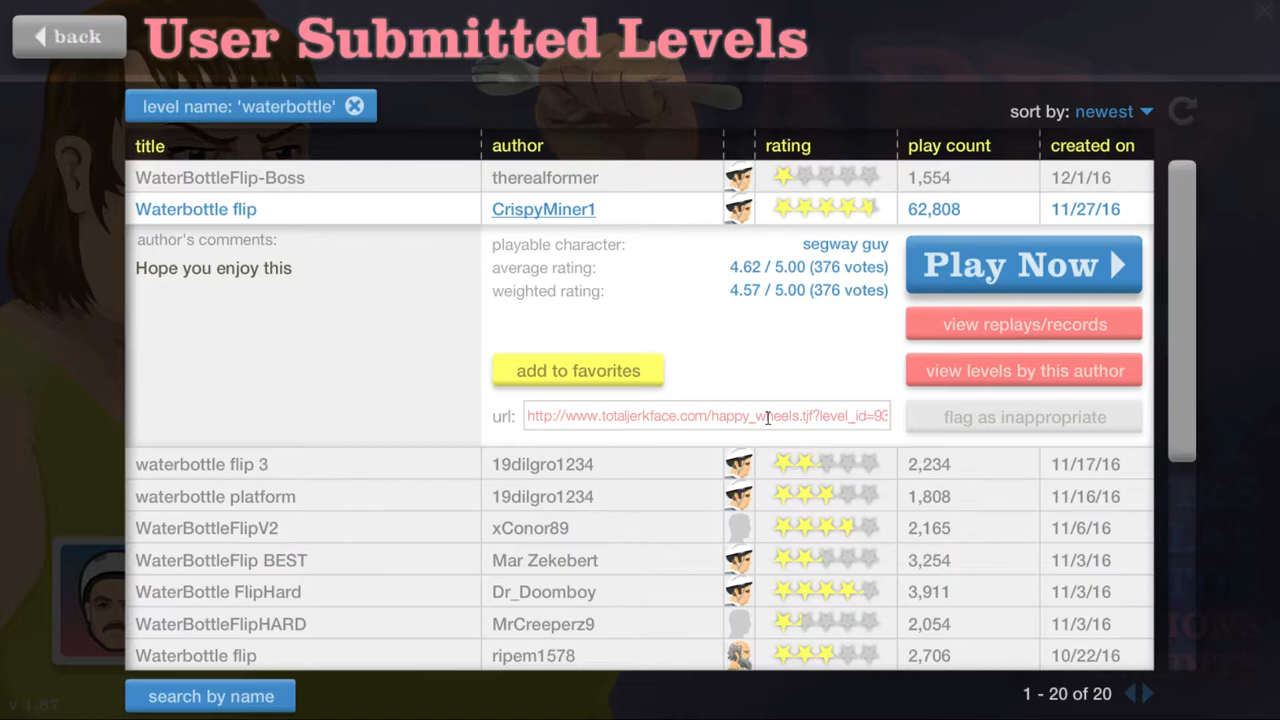 back
User Submitted Levels
level name: 'waterbottle'
sort by: newest
title author rating play count created on
WaterBottleFlip-Boss therealformer 1,554 12/1/16
Waterbottle flip CrispyMiner1 62,808 11/27/16
author's comments:
Hope you enjoy this
playable character: segway guy
average rating: 4.62 / 5.00 (376 votes)
weighted rating: 4.57 / 5.00 (376 votes)
Play Now
view replays/records
add to favorites
view levels by this author
url: http://www.totaljerkface.com/happy_wheels.tjf?level_id=93
flag as inappropriate
waterbottle flip 3 19dilgro1234 2,234 11/17/16
waterbottle platform 19dilgro1234 1,808 11/16/16
WaterBottleFlipV2 xConor89 2,165 11/6/16
WaterBottleFlip BEST Mar Zekebert 3,254 11/3/16
WaterBottle FlipHard Dr_Doomboy 3,911 11/3/16
WaterBottleFlipHARD MrCreeperz9 2,054 11/3/16
Waterbottle flip ripem1578 2,706 10/22/16
search by name
1 - 20 of 20
v 1.87